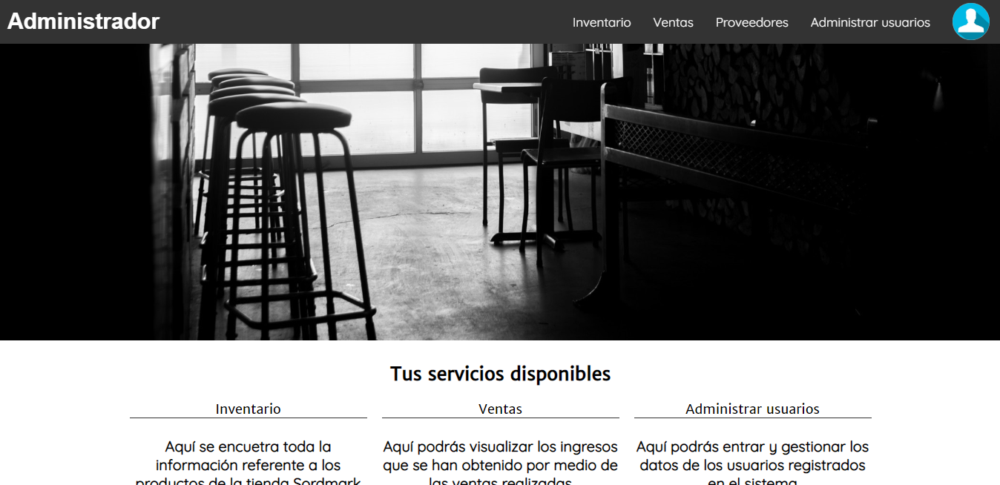 Administrador
Inventario Ventas Proveedores Administrar usuarios
Tus servicios disponibles
Inventario Ventas Administrar usuarios
Aquí se encuetra toda la Aquí podrás visualizar los ingresos Aquí podrás entrar y gestionar los
información referente a los que se han obtenido por medio de datos de los usuarios registrados
productos de la tienda Sordmark las ventas realizadas en el sistema